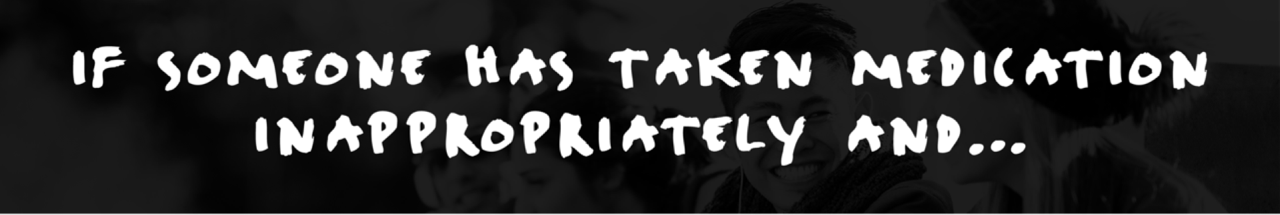 IF SOMEONE HAS TAKEN MEDICATION
INAPPROPRIATELY AND...